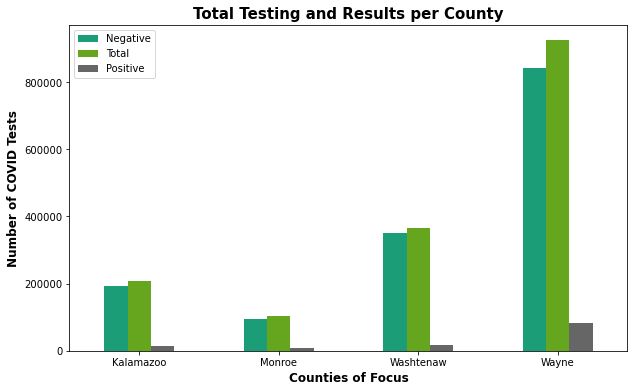 Total Testing and Results per County
Negative
Total
Positive
800000
600000
400000
200000
0
Number of COVID Tests
Kalamazoo
Monroe
Washtenaw
Wayne
Counties of Focus